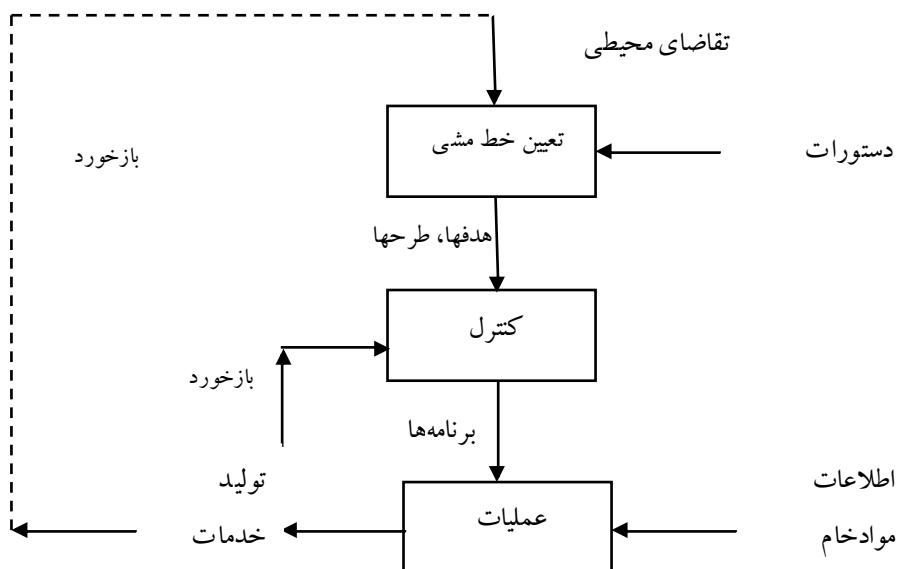 تقاضای محیطی
تعیین خط مشی
دستورات
بازخورد
هدفها، طرحها
کنترل
بازخورد
برنامه‌ها
تولید
اطلاعات
عملیات
خدمات
موادخام